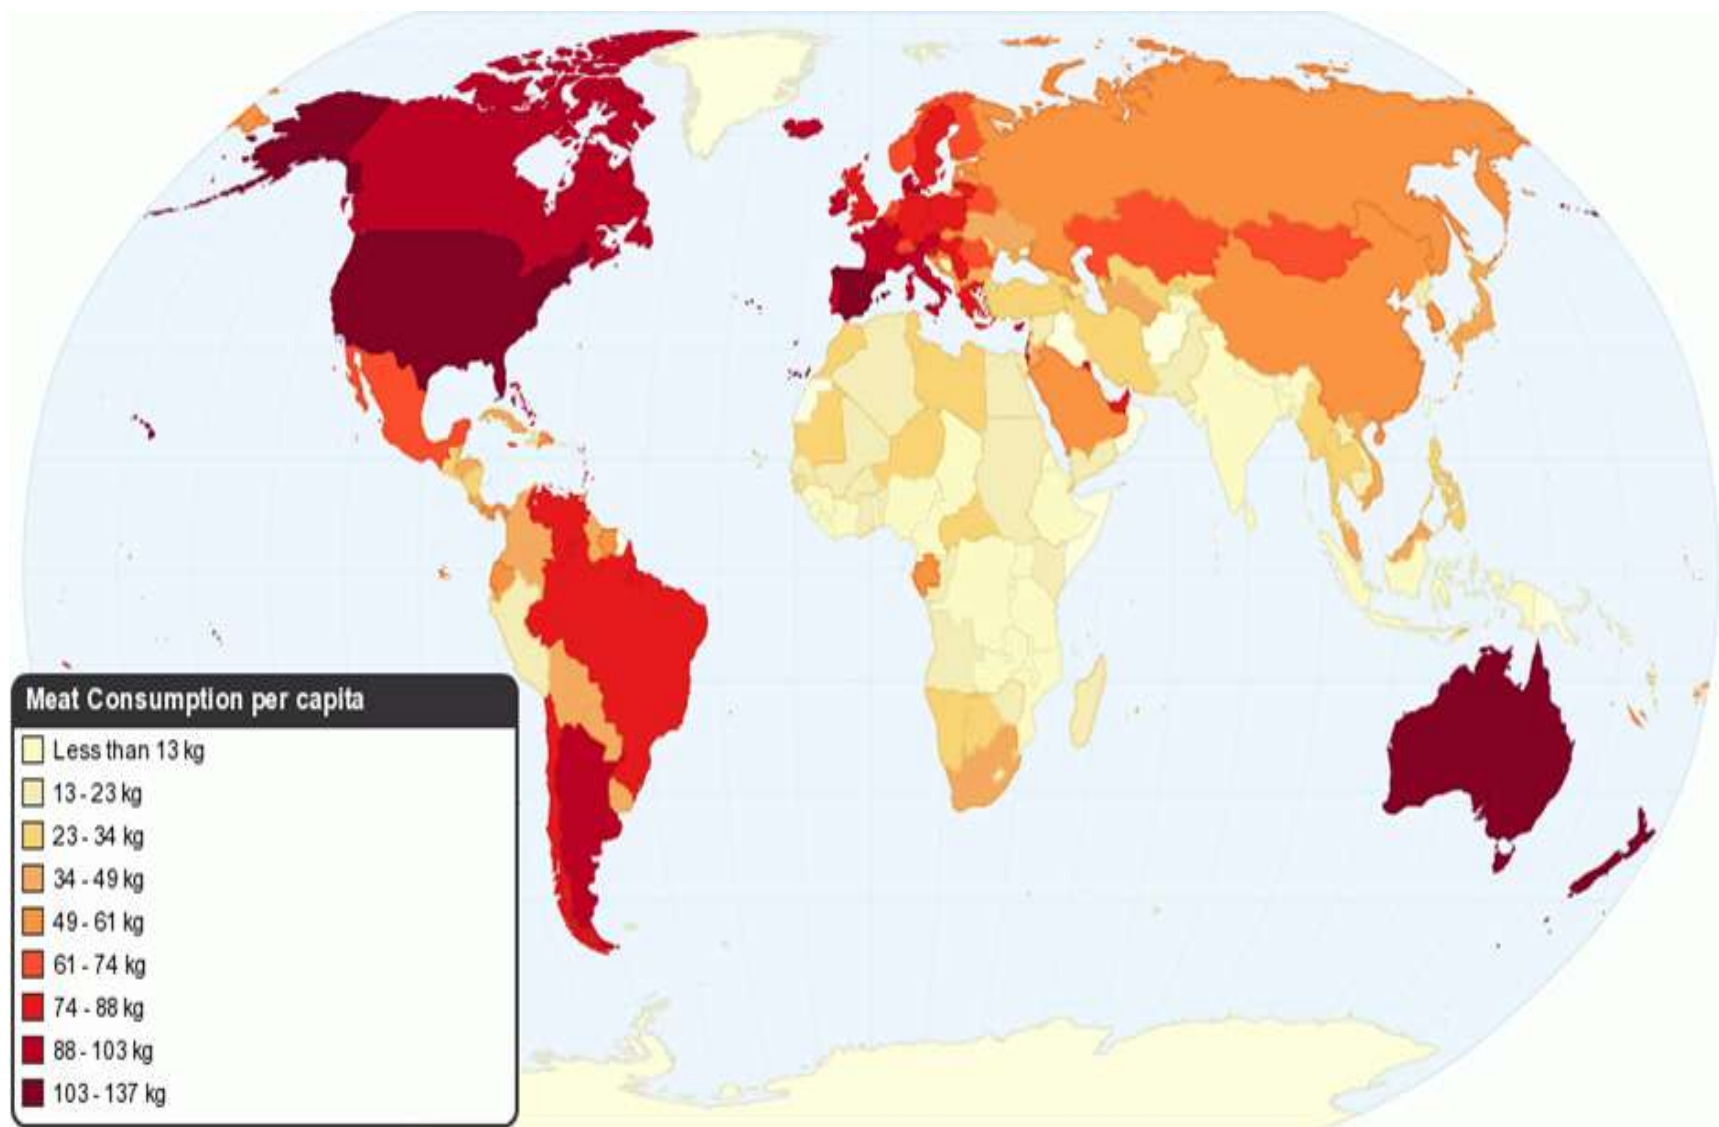 Meat Consumption per capita
Less than 13 kg
13 - 23 kg
23 - 34 kg
34 - 49 kg
49 - 61 kg
61 - 74 kg
74 - 88 kg
88 - 103 kg
103 - 137 kg